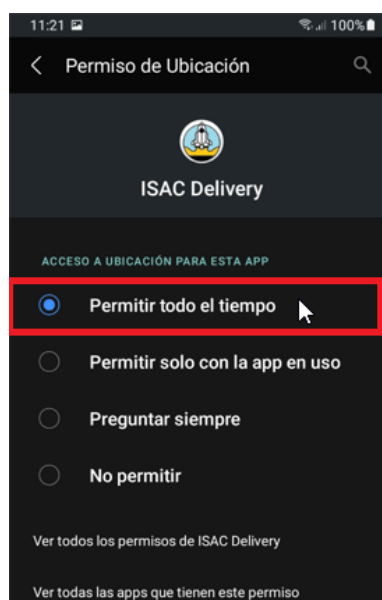 11:21 100%
Permiso de Ubicación
ISAC Delivery
ACCESO A UBICACIÓN PARA ESTA APP
Permitir todo el tiempo
Permitir solo con la app en uso
Preguntar siempre
No permitir
Ver todos los permisos de ISAC Delivery
Ver todas las apps que tienen este permiso